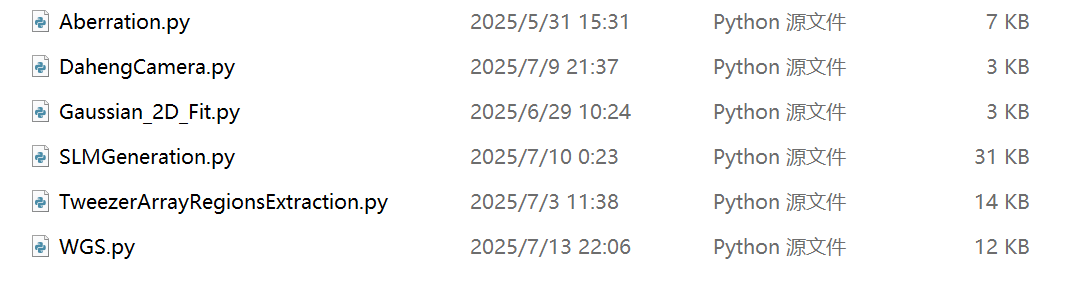 Aberration.py 2025/5/31 15:31 Python 源文件 7 KB
DahengCamera.py 2025/7/9 21:37 Python 源文件 3 KB
Gaussian_2D_Fit.py 2025/6/29 10:24 Python 源文件 3 KB
SLMGeneration.py 2025/7/10 0:23 Python 源文件 31 KB
TweezerArrayRegionsExtraction.py 2025/7/3 11:38 Python 源文件 14 KB
WGS.py 2025/7/13 22:06 Python 源文件 12 KB